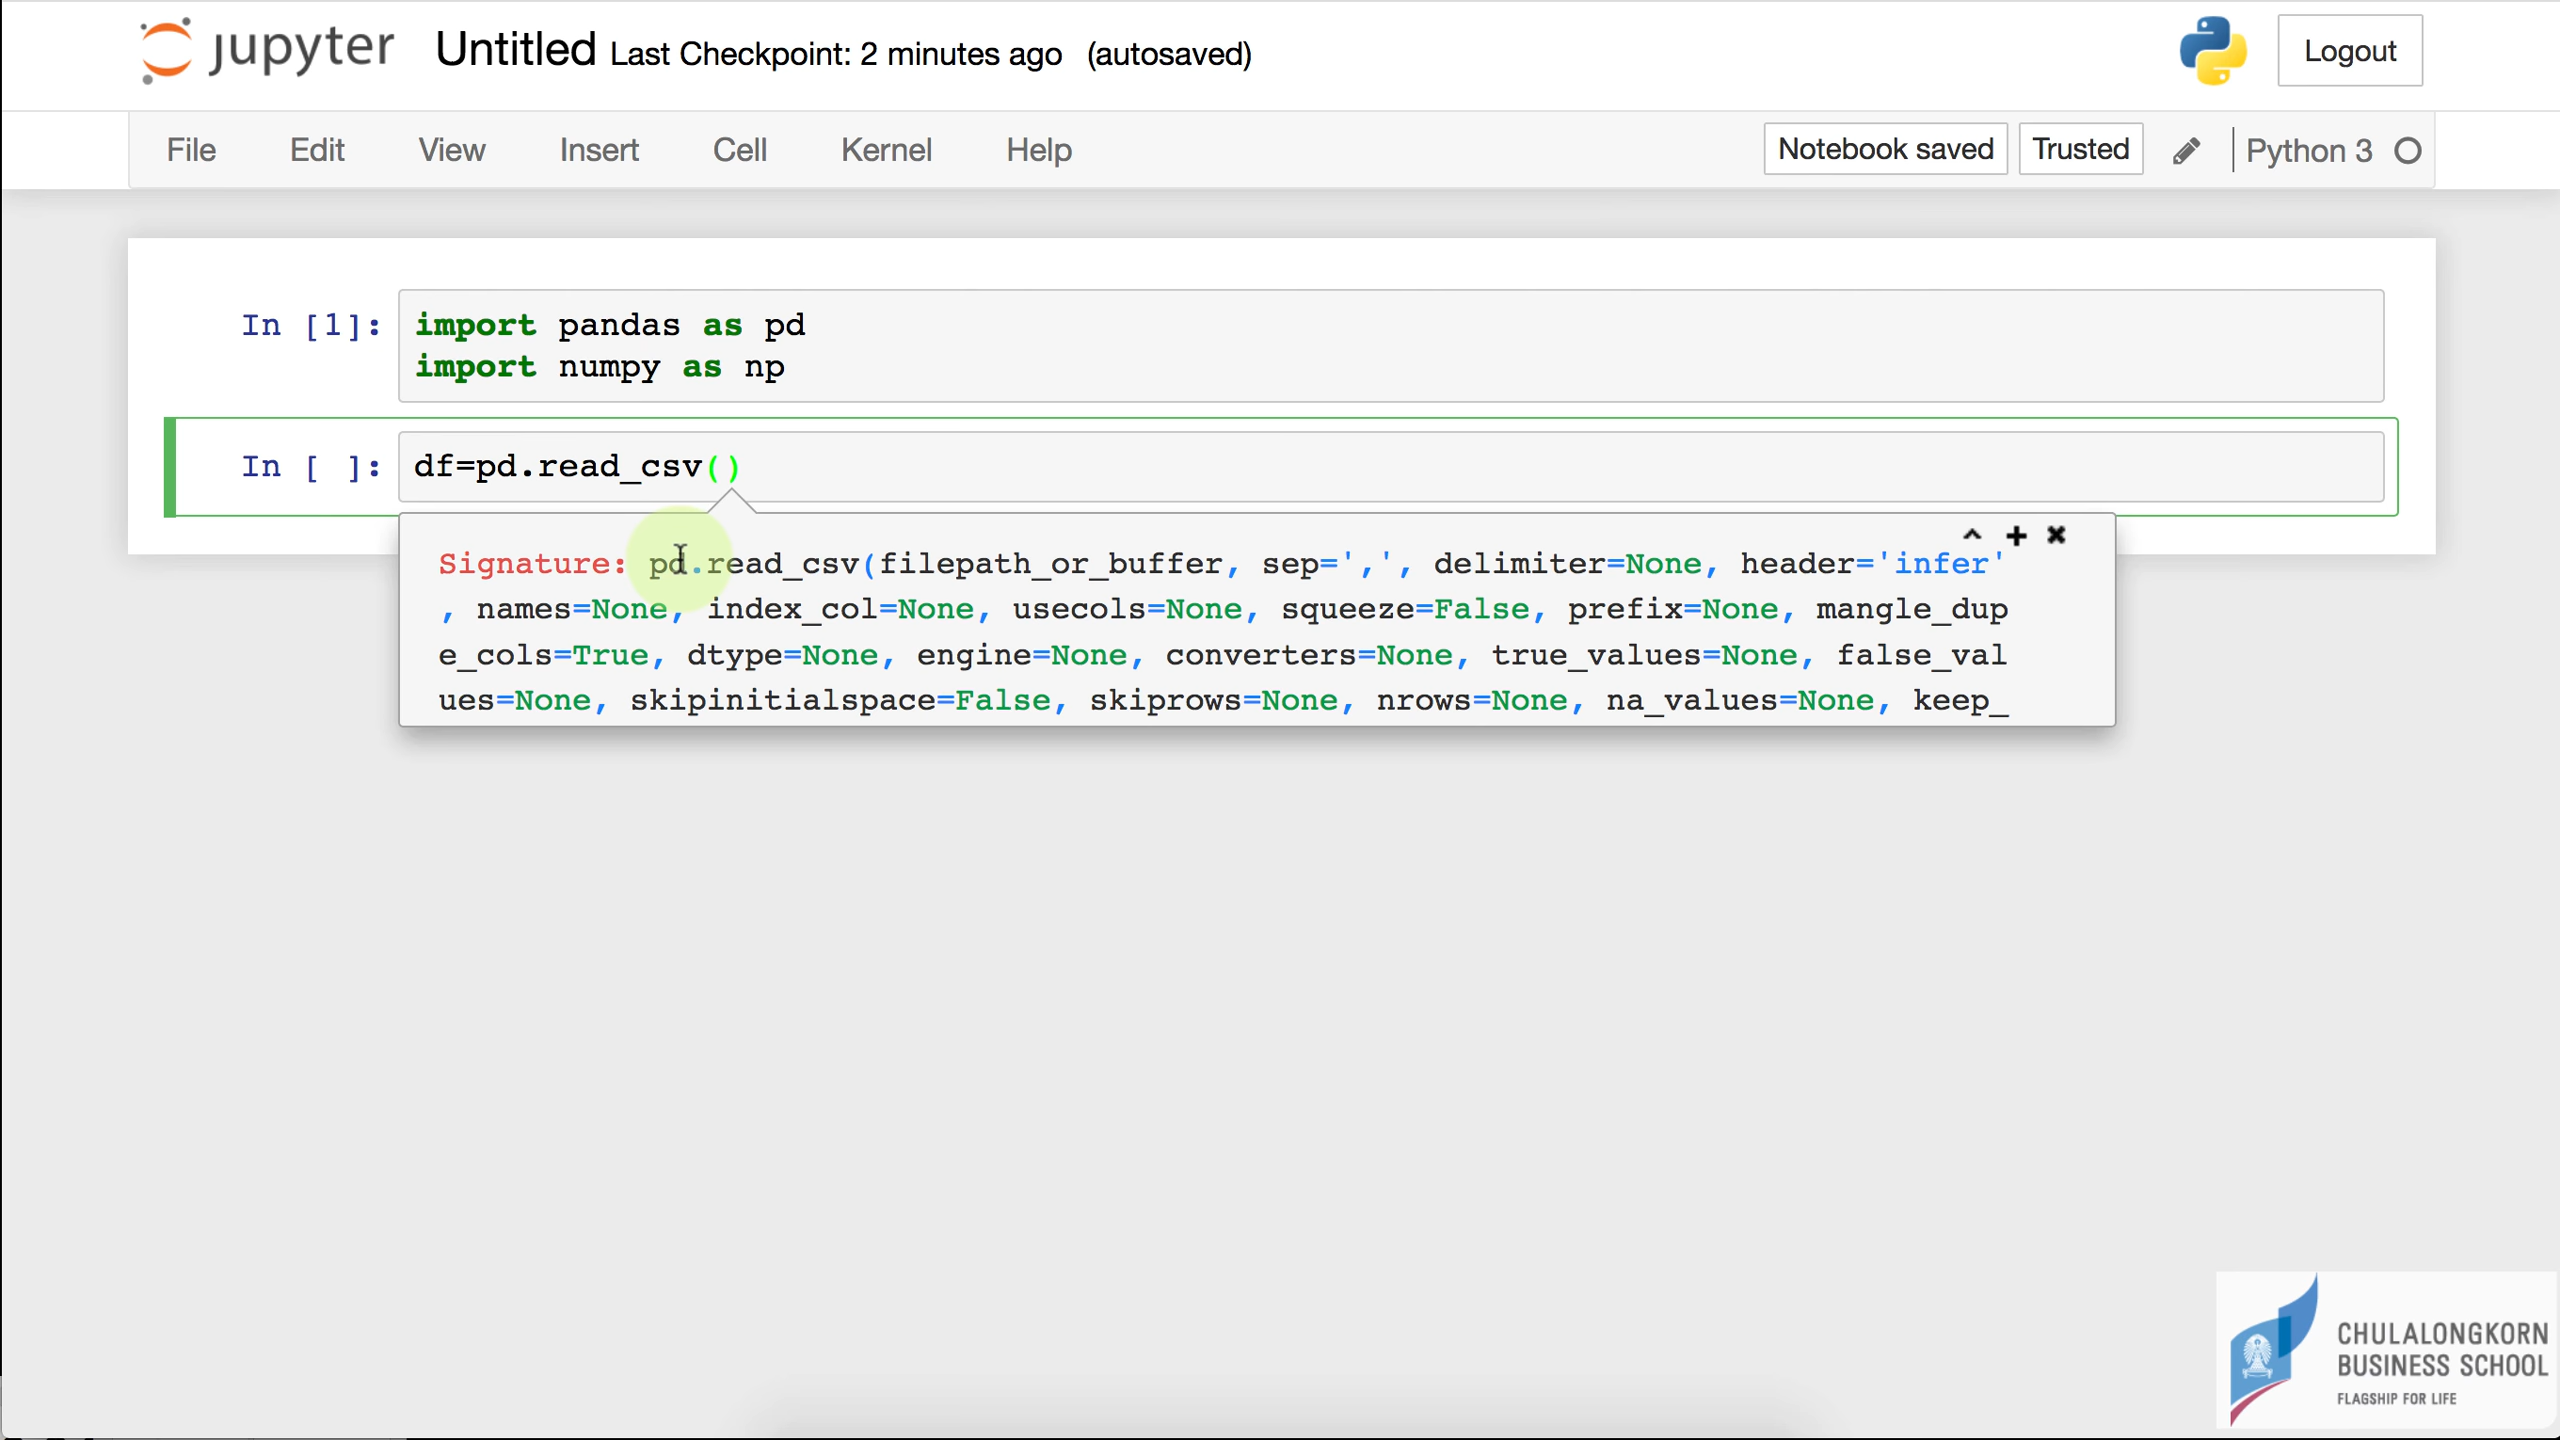 jupyter Untitled Last Checkpoint: 2 minutes ago (autosaved)
Logout
File Edit View Insert Cell Kernel Help
Notebook saved Trusted Python 3
In [1]: import pandas as pd
import numpy as np
In [ ]: df=pd.read_csv()
Signature: pd.read_csv(filepath_or_buffer, sep=',', delimiter=None, header='infer'
, names=None, index_col=None, usecols=None, squeeze=False, prefix=None, mangle_dup
e_cols=True, dtype=None, engine=None, converters=None, true_values=None, false_val
ues=None, skipinitialspace=False, skiprows=None, nrows=None, na_values=None, keep_
CHULALONGKORN
BUSINESS SCHOOL
FLAGSHIP FOR LIFE